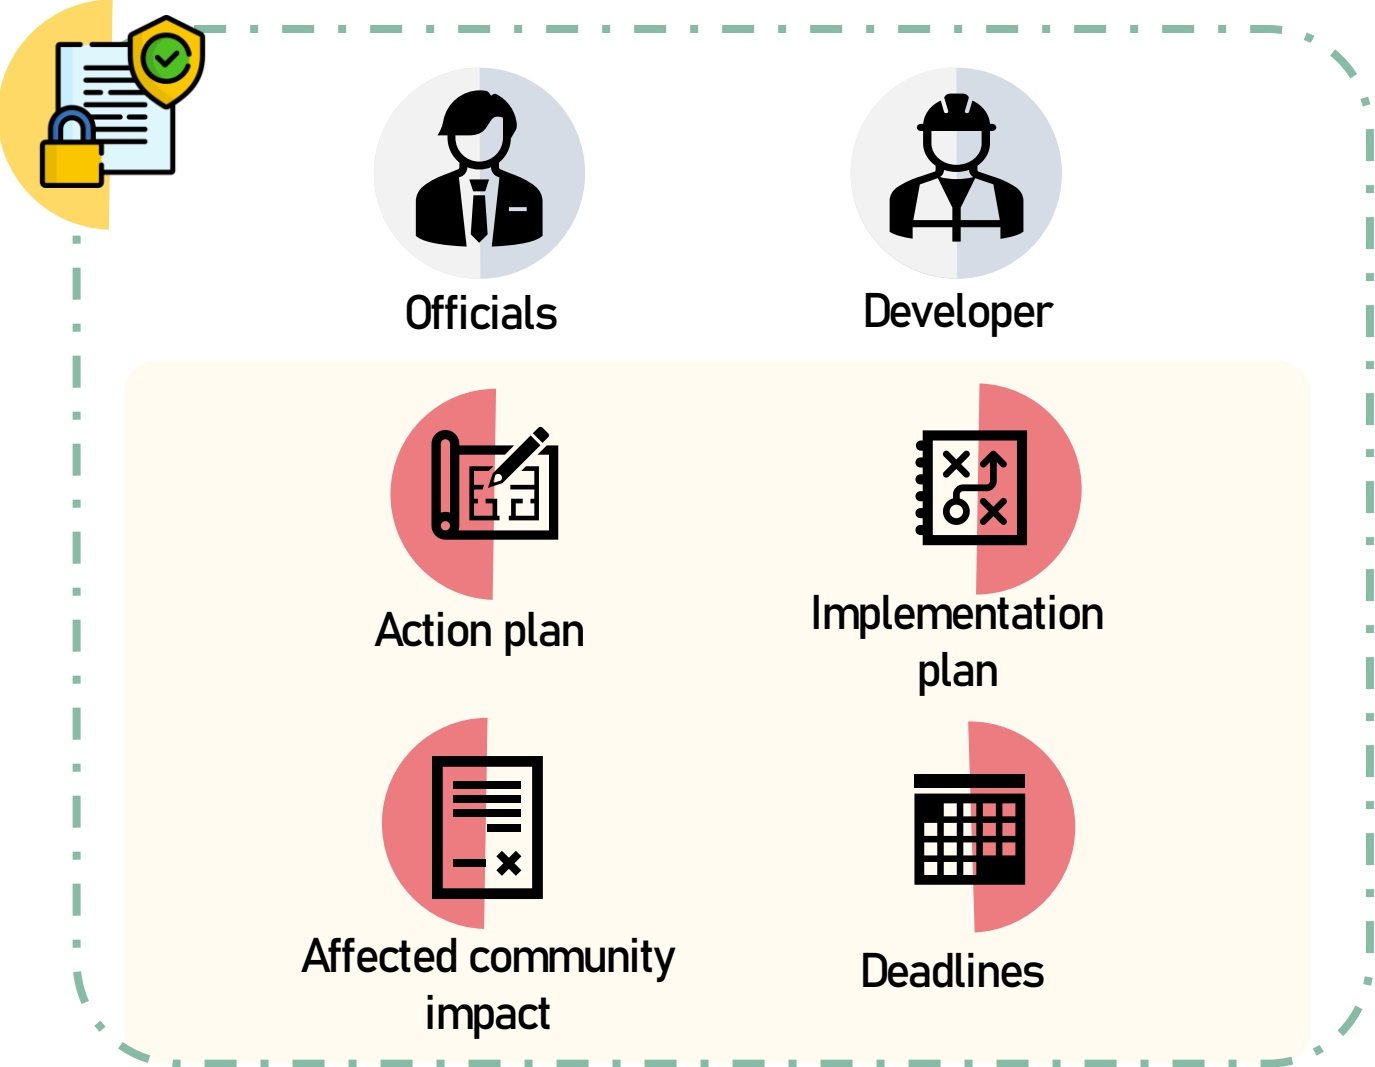 Officials
Developer
Action plan
Implementation
plan
Affected community
impact
Deadlines